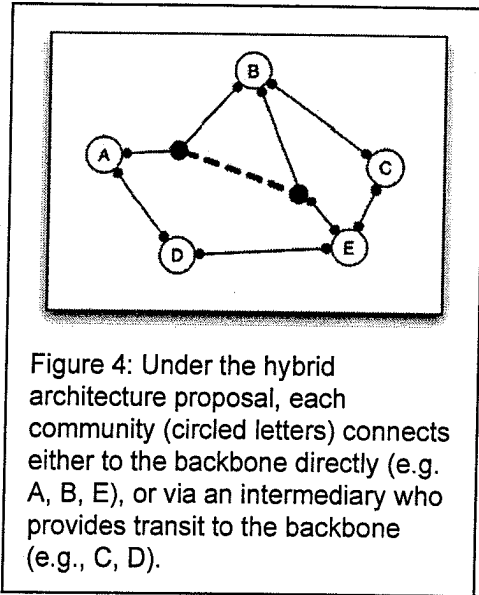 B
A
C
D
E
Figure 4: Under the hybrid
architecture proposal, each
community (circled letters) connects
either to the backbone directly (e.g.
A, B, E), or via an intermediary who
provides transit to the backbone
(e.g., C, D).